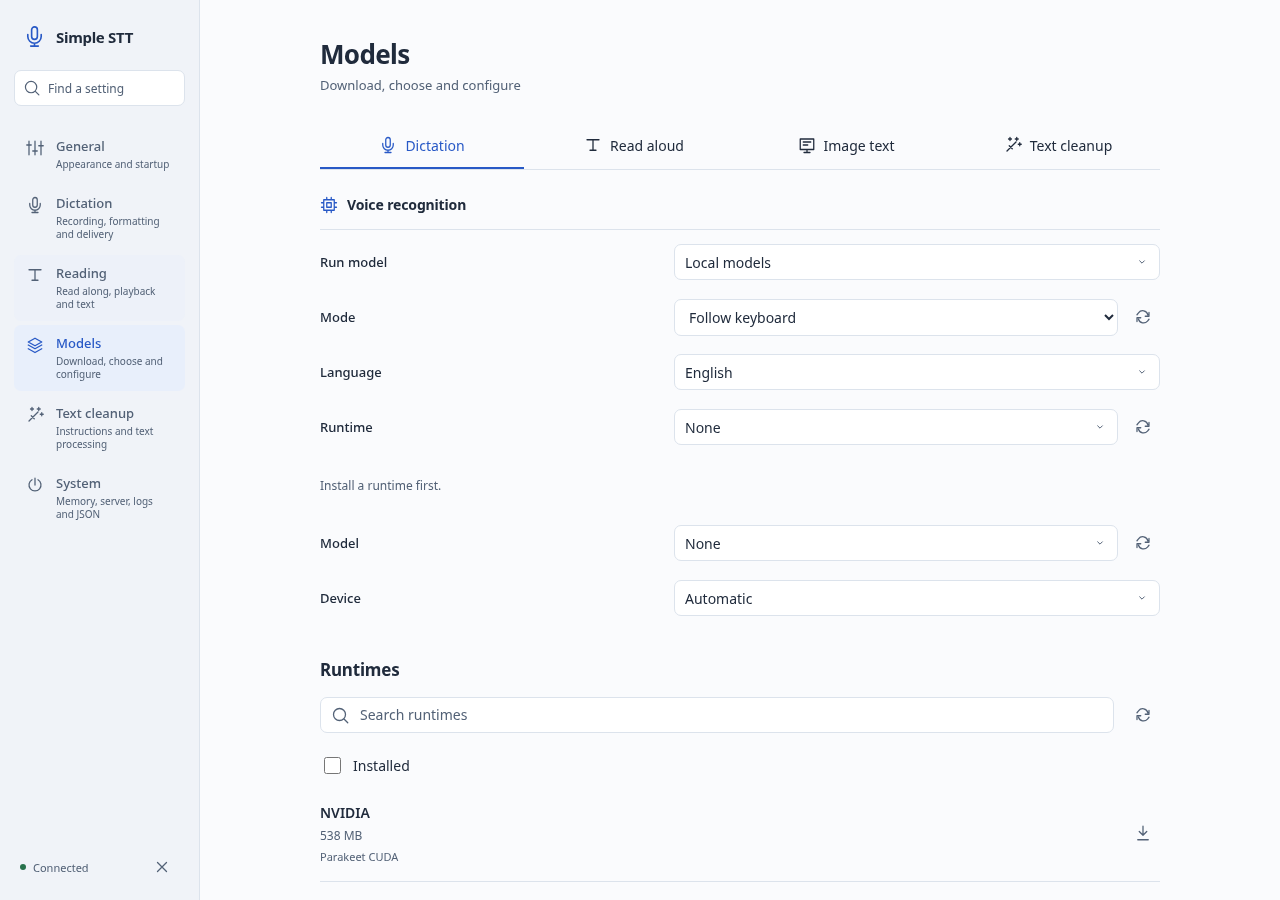 Simple STT
Find a setting
General
Appearance and startup
Dictation
Recording, formatting
and delivery
Reading
Read along, playback
and text
Models
Download, choose and
configure
Text cleanup
Instructions and text
processing
System
Memory, server, logs
and JSON
Connected
Models
Download, choose and configure
Dictation
Read aloud
Image text
Text cleanup
Voice recognition
Run model
Local models
Mode
Follow keyboard
Language
English
Runtime
None
Install a runtime first.
Model
None
Device
Automatic
Runtimes
Search runtimes
Installed
NVIDIA
538 MB
Parakeet CUDA